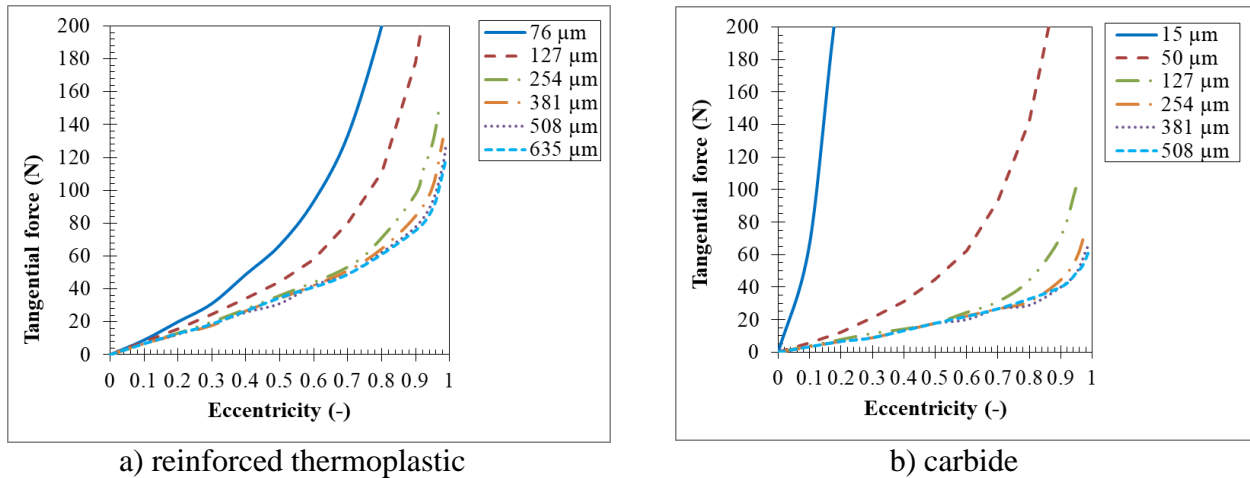 200
180
160
140
120
100
80
60
40
20
0
Tangential force (N)
0 0.1 0.2 0.3 0.4 0.5 0.6 0.7 0.8 0.9 1
Eccentricity (-)
76 µm
127 µm
254 µm
381 µm
508 µm
635 µm
a) reinforced thermoplastic
200
180
160
140
120
100
80
60
40
20
0
Tangential force (N)
0 0.1 0.2 0.3 0.4 0.5 0.6 0.7 0.8 0.9 1
Eccentricity (-)
15 µm
50 µm
127 µm
254 µm
381 µm
508 µm
b) carbide